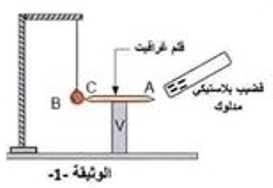 قلم غرافيت
قضيب بلاستيكي
مدلوك
A
C
B
V
الوثيقة -1-